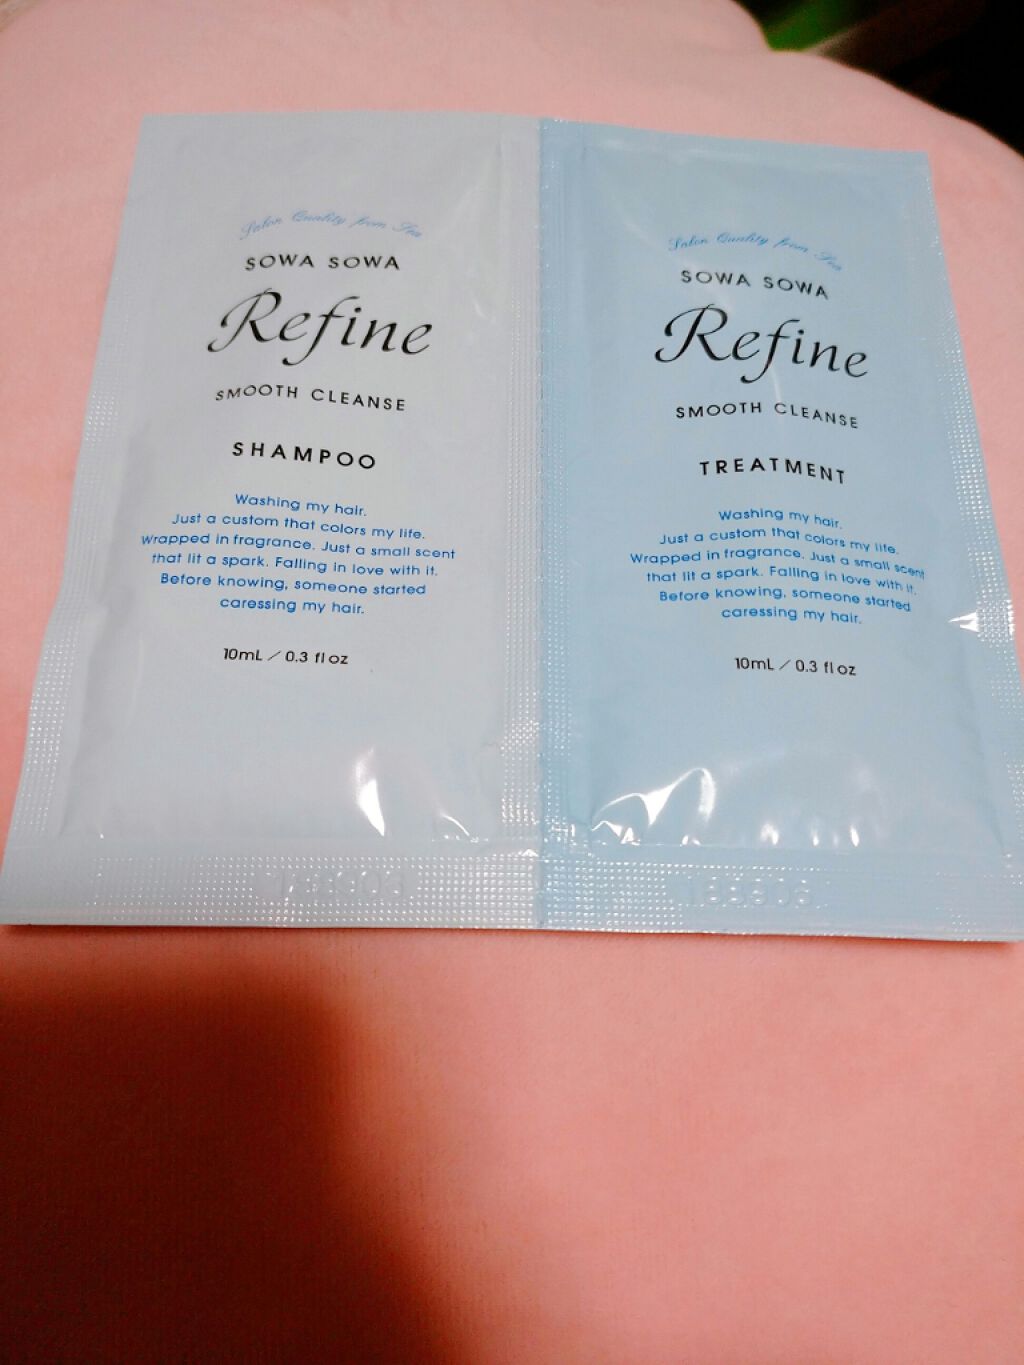 Salon Quality from Sea
SOWA SOWA
Refine
SMOOTH CLEANSE
SHAMPOO
Washing my hair.
Just a custom that colors my life.
Wrapped in fragrance. Just a small scent
that lit a spark. Falling in love with it.
Before knowing, someone started
caressing my hair.
10mL / 0.3 fl oz
Salon Quality from Sea
SOWA SOWA
Refine
SMOOTH CLEANSE
TREATMENT
Washing my hair.
Just a custom that colors my life.
Wrapped in fragrance. Just a small scent
that lit a spark. Falling in love with it.
Before knowing, someone started
caressing my hair.
10mL / 0.3 fl oz